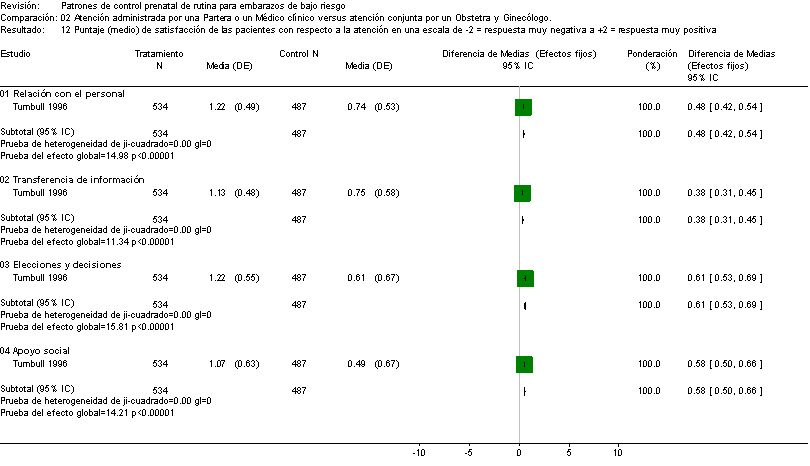 Revisión: Patrones de control prenatal de rutina para embarazos de bajo riesgo
Comparación: 02 Atención administrada por una Partera o un Médico clínico versus atención conjunta por un Obstetra y Ginecólogo.
Resultado: 12 Puntaje (medio) de satisfacción de las pacientes con respecto a la atención en una escala de -2 = respuesta muy negativa a +2 = respuesta muy positiva
Estudio Tratamiento Control N Diferencia de Medias (Efectos fijos) Ponderación Diferencia de Medias
N Media (DE) Media (DE) 95% IC (%) (Efectos fijos)
95% IC
01 Relación con el personal
Turnbull 1996 534 1.22 (0.49) 487 0.74 (0.53) 100.0 0.48 [ 0.42, 0.54 ]
Subtotal (95% IC) 534 487 100.0 0.48 [ 0.42, 0.54 ]
Prueba de heterogeneidad de ji-cuadrado=0.00 gl=0
Prueba del efecto global=14.98 p<0.00001
02 Transferencia de información
Turnbull 1996 534 1.13 (0.48) 487 0.75 (0.58) 100.0 0.38 [ 0.31, 0.45 ]
Subtotal (95% IC) 534 487 100.0 0.38 [ 0.31, 0.45 ]
Prueba de heterogeneidad de ji-cuadrado=0.00 gl=0
Prueba del efecto global=11.34 p<0.00001
03 Elecciones y decisiones
Turnbull 1996 534 1.22 (0.55) 487 0.61 (0.67) 100.0 0.61 [ 0.53, 0.69 ]
Subtotal (95% IC) 534 487 100.0 0.61 [ 0.53, 0.69 ]
Prueba de heterogeneidad de ji-cuadrado=0.00 gl=0
Prueba del efecto global=15.81 p<0.00001
04 Apoyo social
Turnbull 1996 534 1.07 (0.63) 487 0.49 (0.67) 100.0 0.58 [ 0.50, 0.66 ]
Subtotal (95% IC) 534 487 100.0 0.58 [ 0.50, 0.66 ]
Prueba de heterogeneidad de ji-cuadrado=0.00 gl=0
Prueba del efecto global=14.21 p<0.00001
-10 -5 0 5 10